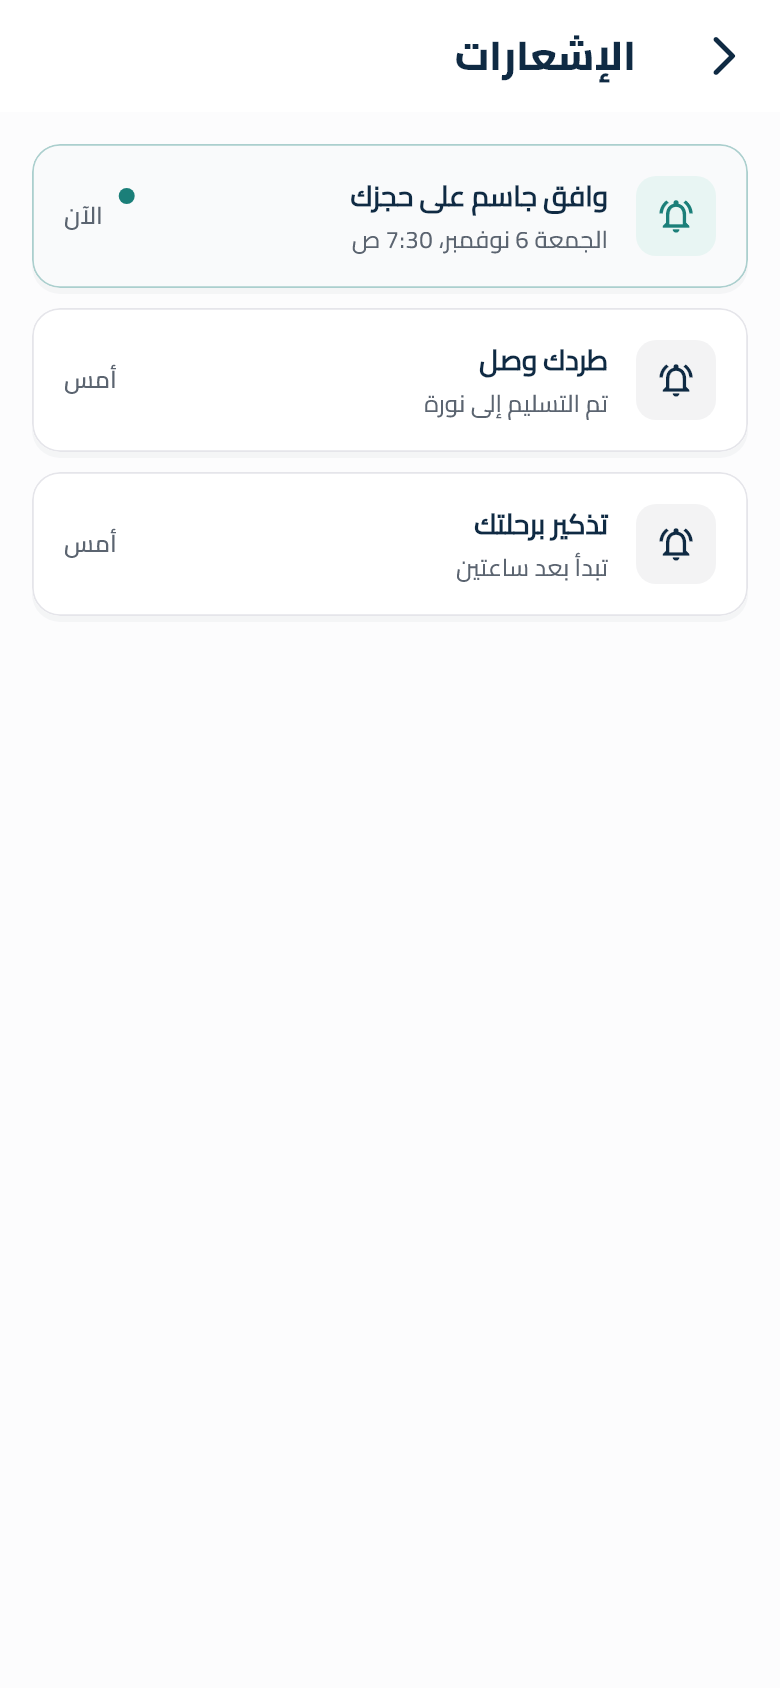 الإشعارات
وافق جاسم على حجزك
الجمعة 6 نوفمبر، 7:30 ص
الآن
طردك وصل
تم التسليم إلى نورة
أمس
تذكير برحلتك
تبدأ بعد ساعتين
أمس